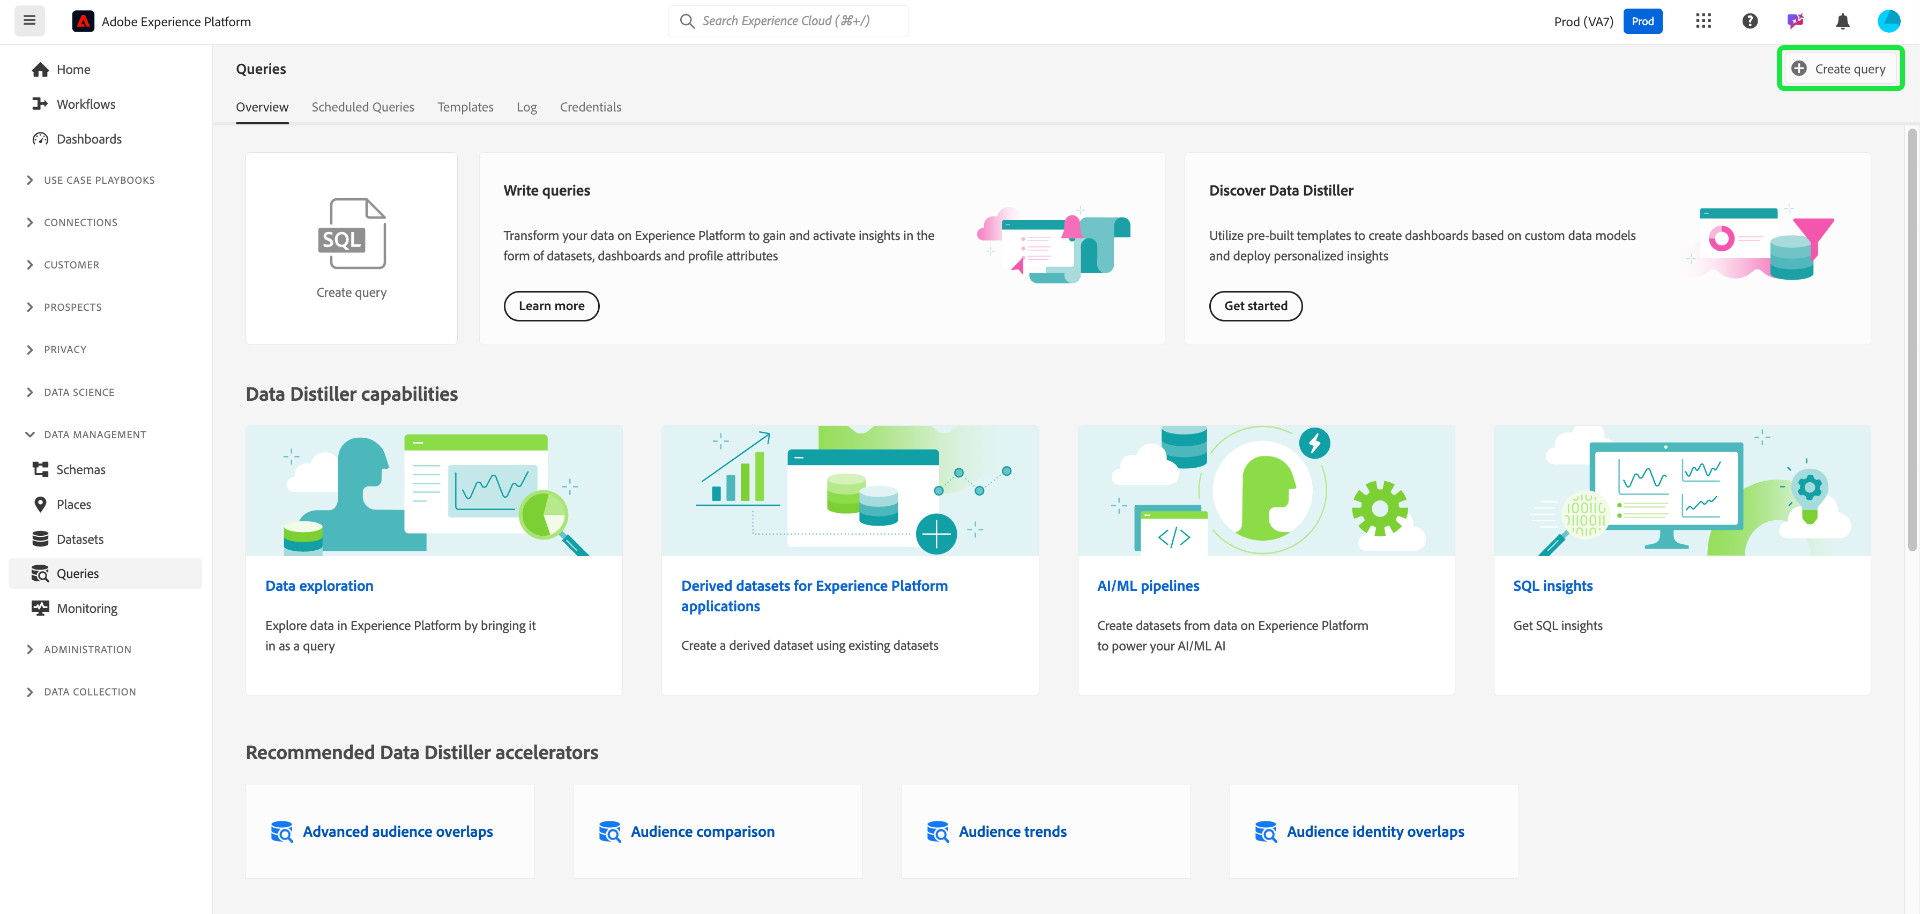 Adobe Experience Platform
Search Experience Cloud (⌘+/)
Prod (VA7)
Prod
Home
Workflows
Dashboards
USE CASE PLAYBOOKS
CONNECTIONS
CUSTOMER
PROSPECTS
PRIVACY
DATA SCIENCE
DATA MANAGEMENT
Schemas
Places
Datasets
Queries
Monitoring
ADMINISTRATION
DATA COLLECTION
Queries
Create query
Overview
Scheduled Queries
Templates
Log
Credentials
SQL
Create query
Write queries
Transform your data on Experience Platform to gain and activate insights in the
form of datasets, dashboards and profile attributes
Learn more
Discover Data Distiller
Utilize pre-built templates to create dashboards based on custom data models
and deploy personalized insights
Get started
Data Distiller capabilities
Data exploration
Explore data in Experience Platform by bringing it
in as a query
Derived datasets for Experience Platform
applications
Create a derived dataset using existing datasets
</>
AI/ML pipelines
Create datasets from data on Experience Platform
to power your AI/ML AI
SQL insights
Get SQL insights
Recommended Data Distiller accelerators
Advanced audience overlaps
Audience comparison
Audience trends
Audience identity overlaps